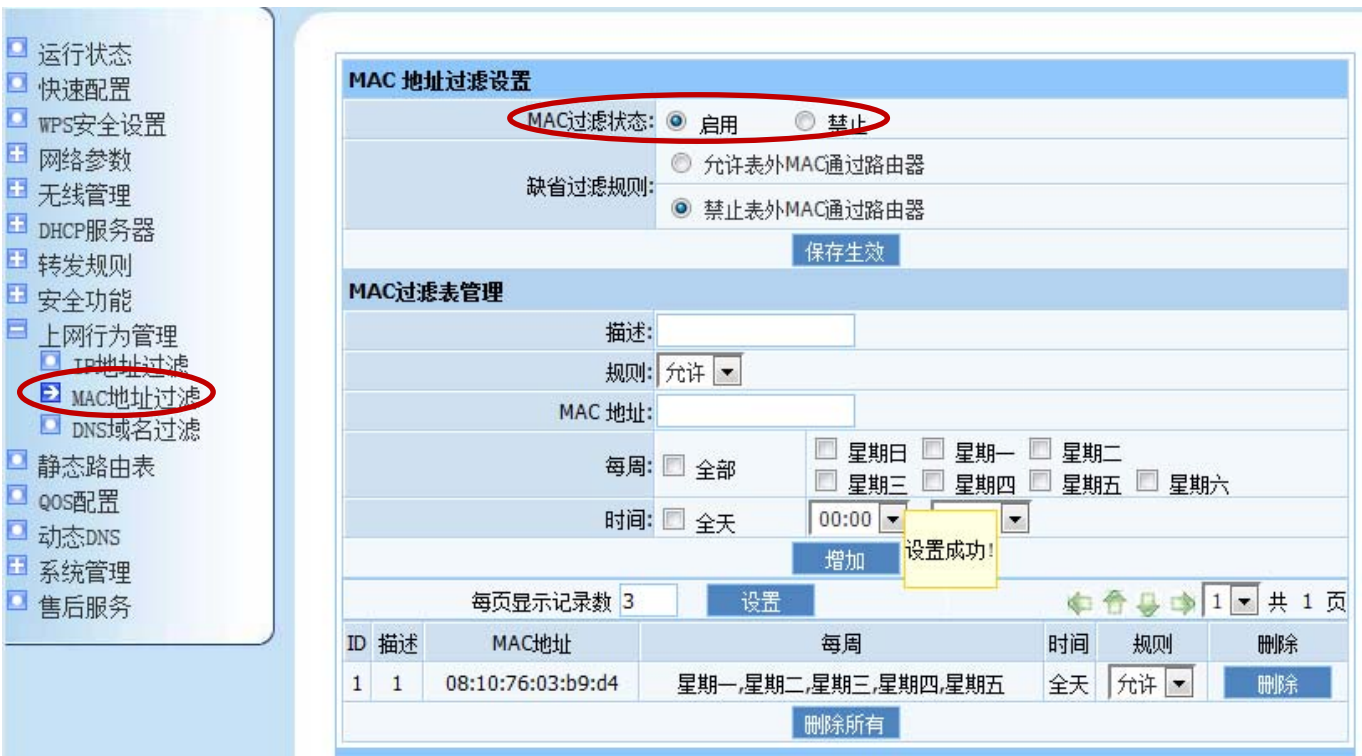 运行状态
快速配置
WPS安全设置
网络参数
无线管理
DHCP服务器
转发规则
安全功能
上网行为管理
IP地址过滤
MAC地址过滤
DNS域名过滤
静态路由表
QOS配置
动态DNS
系统管理
售后服务
MAC 地址过滤设置
MAC过滤状态: 启用 禁止
缺省过滤规则:
允许表外MAC通过路由器
禁止表外MAC通过路由器
保存生效
MAC过滤表管理
描述:
规则: 允许
MAC 地址:
每周: 全部
星期日 星期一 星期二
星期三 星期四 星期五 星期六
时间: 全天 00:00
设置成功!
增加
每页显示记录数 3 设置 1 共 1 页
ID 描述 MAC地址 每周 时间 规则 删除
1 1 08:10:76:03:b9:d4 星期一,星期二,星期三,星期四,星期五 全天 允许 删除
删除所有